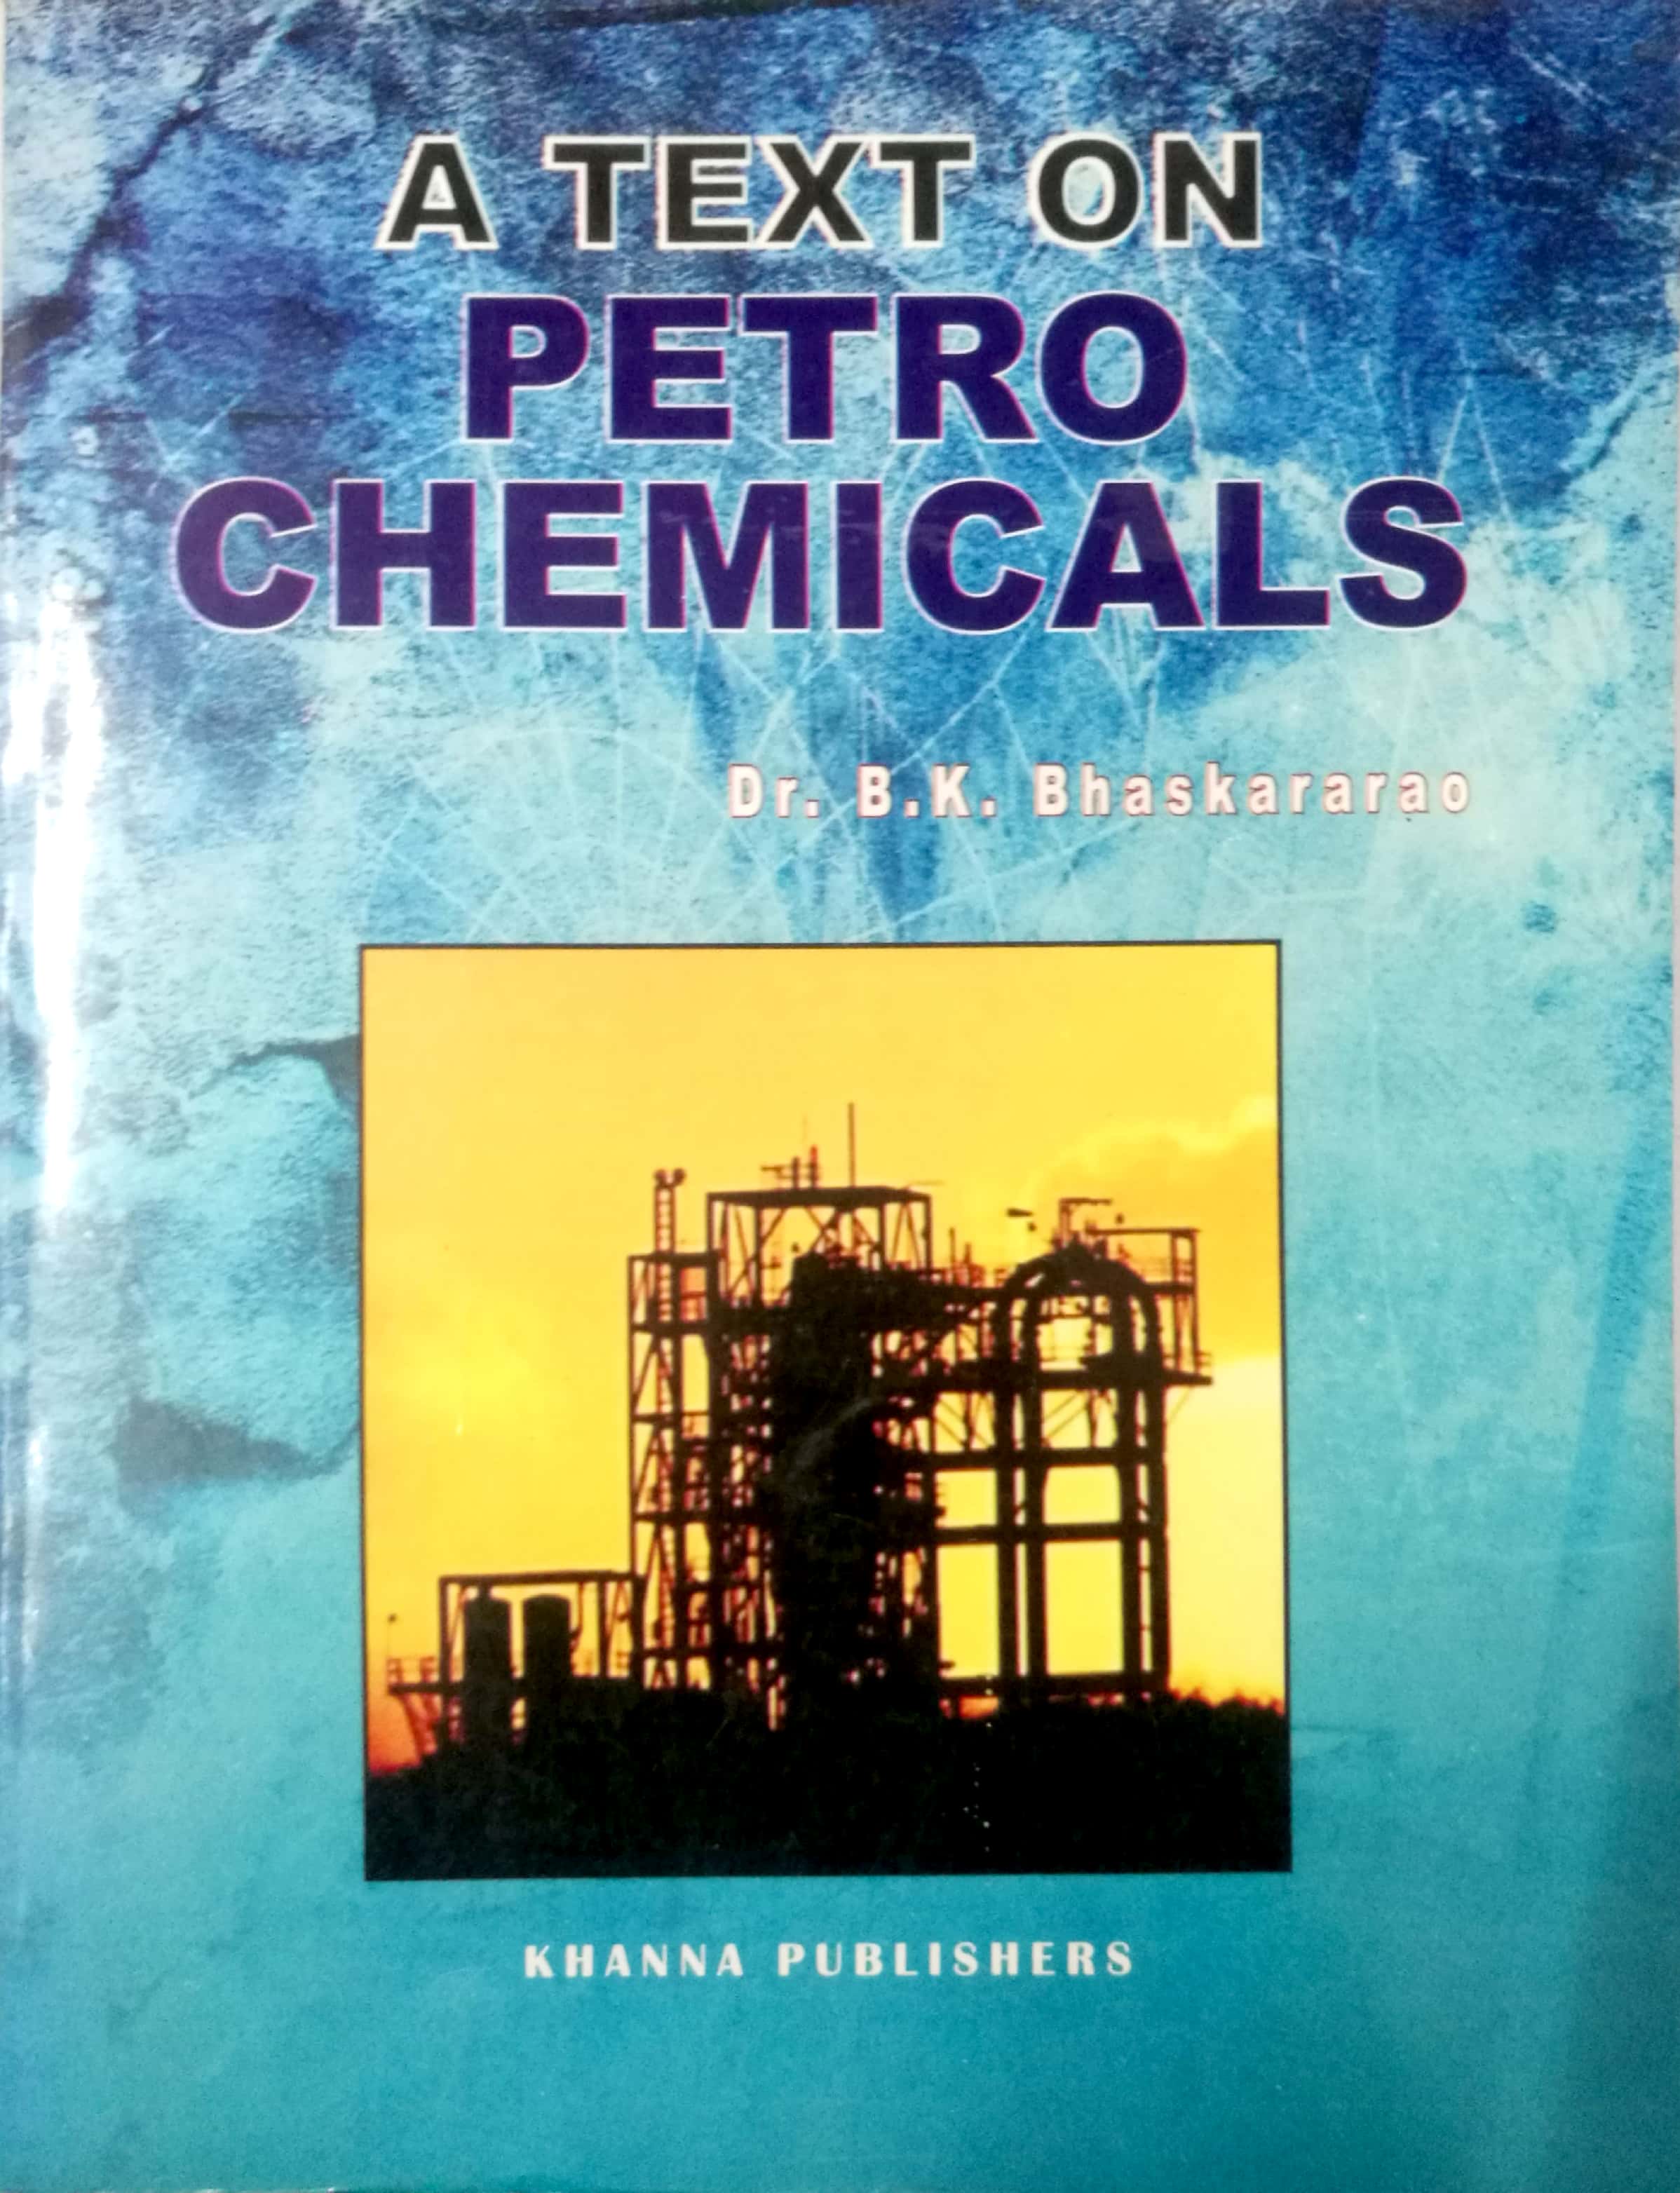 A TEXT ON
PETRO
CHEMICALS
Dr. B.K. Bhaskararao
KHANNA PUBLISHERS